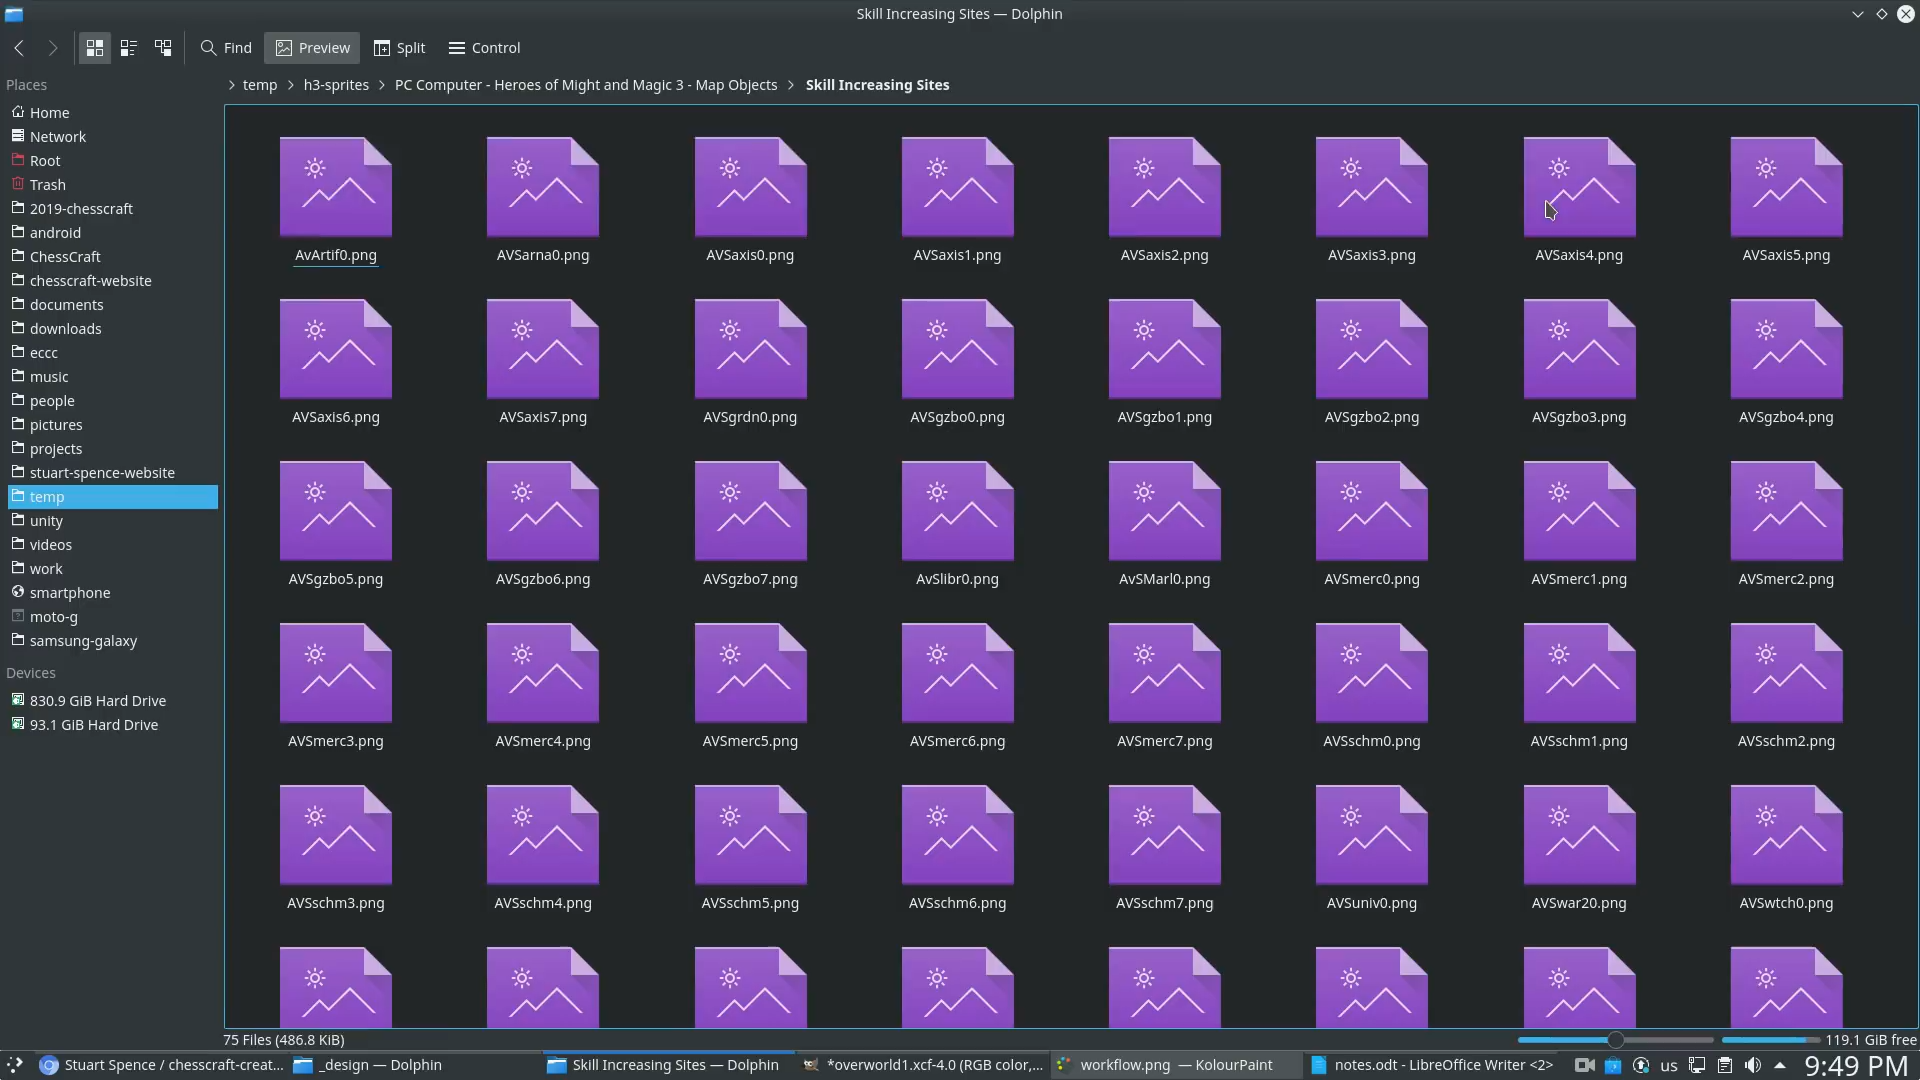 Skill Increasing Sites — Dolphin
Find
Preview
Split
Control
temp
h3-sprites
PC Computer - Heroes of Might and Magic 3 - Map Objects
Skill Increasing Sites
Places
Home
Network
Root
Trash
2019-chesscraft
android
ChessCraft
chesscraft-website
documents
downloads
eccc
music
people
pictures
projects
stuart-spence-website
temp
unity
videos
work
smartphone
moto-g
samsung-galaxy
Devices
830.9 GiB Hard Drive
93.1 GiB Hard Drive
AvArtif0.png
AVSarna0.png
AVSaxis0.png
AVSaxis1.png
AVSaxis2.png
AVSaxis3.png
AVSaxis4.png
AVSaxis5.png
AVSaxis6.png
AVSaxis7.png
AVSgrdn0.png
AVSgzbo0.png
AVSgzbo1.png
AVSgzbo2.png
AVSgzbo3.png
AVSgzbo4.png
AVSgzbo5.png
AVSgzbo6.png
AVSgzbo7.png
AvSlibr0.png
AvSMarl0.png
AVSmerc0.png
AVSmerc1.png
AVSmerc2.png
AVSmerc3.png
AVSmerc4.png
AVSmerc5.png
AVSmerc6.png
AVSmerc7.png
AVSschm0.png
AVSschm1.png
AVSschm2.png
AVSschm3.png
AVSschm4.png
AVSschm5.png
AVSschm6.png
AVSschm7.png
AVSuniv0.png
AVSwar20.png
AVSwtch0.png
75 Files (486.8 KiB)
119.1 GiB free
Stuart Spence / chesscraft-creat...
_design — Dolphin
Skill Increasing Sites — Dolphin
*overworld1.xcf-4.0 (RGB color,...
workflow.png — KolourPaint
notes.odt - LibreOffice Writer <2>
us
9:49 PM